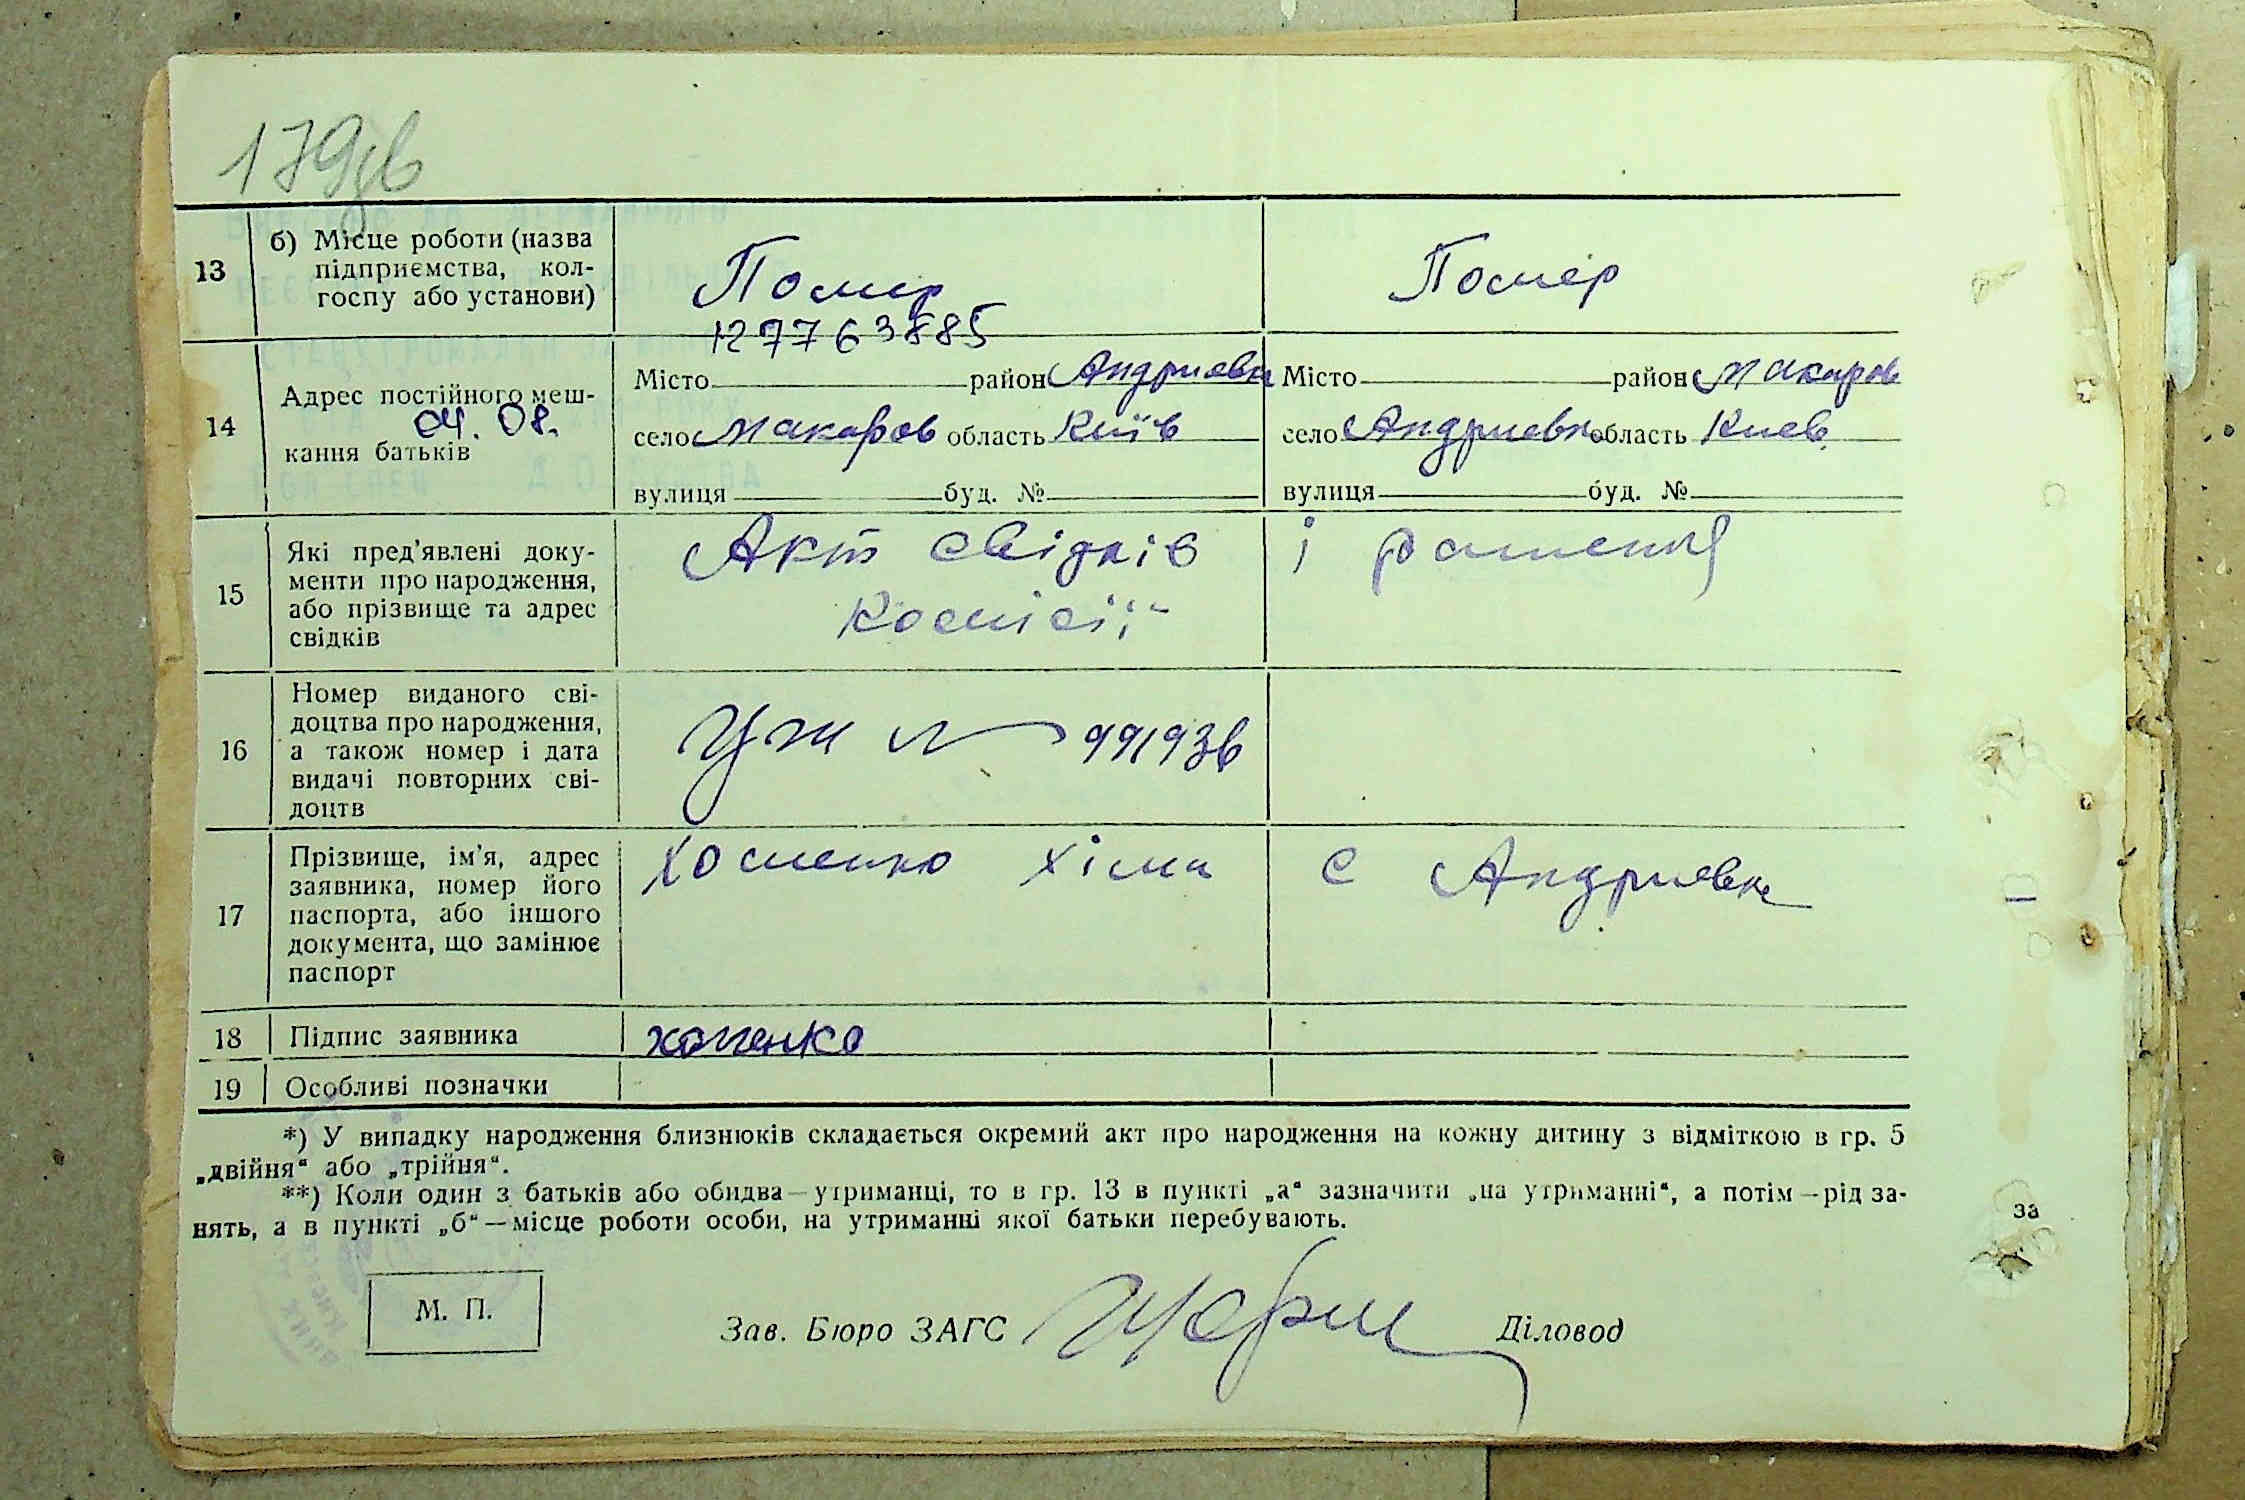 179зв
13 б) Місце роботи (назва
підприємства, кол-
госпу або установи)
Помер Помер
127763885
14 Адрес постійного меш-
04.08.
кання батьків
Місто район Андриевка
село Макаров область Київ
вулиця буд. №
Місто район Макаров
село Андриевка область Киев
вулиця буд. №
15 Які пред'явлені доку-
менти про народження,
або прізвище та адрес
свідків
Акт свідків і
Комісії
16 Номер виданого сві-
доцтва про народження,
а також номер і дата
видачі повторних сві-
доцтв
№ 991936
17 Прізвище, ім'я, адрес
заявника, номер його
паспорта, або іншого
документа, що замінює
паспорт
Хоменко Хіма с Андриевка
18 Підпис заявника Хоменко
19 Особливі позначки
*) У випадку народження близнюків складається окремий акт про народження на кожну дитину з відміткою в гр. 5
„двійня“ або „трійня“.
**) Коли один з батьків або обидва—утриманці, то в гр. 13 в пункті „а“ зазначити „на утриманні“, а потім—рід за-
нять, а в пункті „б“—місце роботи особи, на утриманні якої батьки перебувають.
за
М. П.
Зав. Бюро ЗАГС Діловод